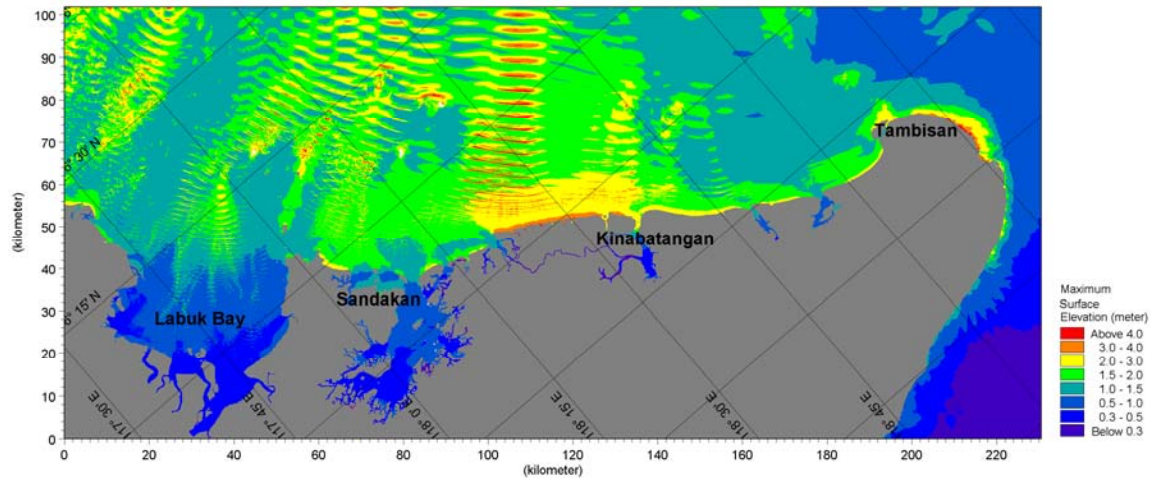 100
90
80
70
60
50
40
30
20
10
0
(kilometer)
6° 30' N
6° 15' N
Tambisan
Kinabatangan
Sandakan
Labuk Bay
117° 30' E
117° 45' E
118° 0' E
118° 15' E
118° 30' E
8° 45' E
0 20 40 60 80 100 120 140 160 180 200 220
(kilometer)
Maximum
Surface
Elevation (meter)
Above 4.0
3.0 - 4.0
2.0 - 3.0
1.5 - 2.0
1.0 - 1.5
0.5 - 1.0
0.3 - 0.5
Below 0.3